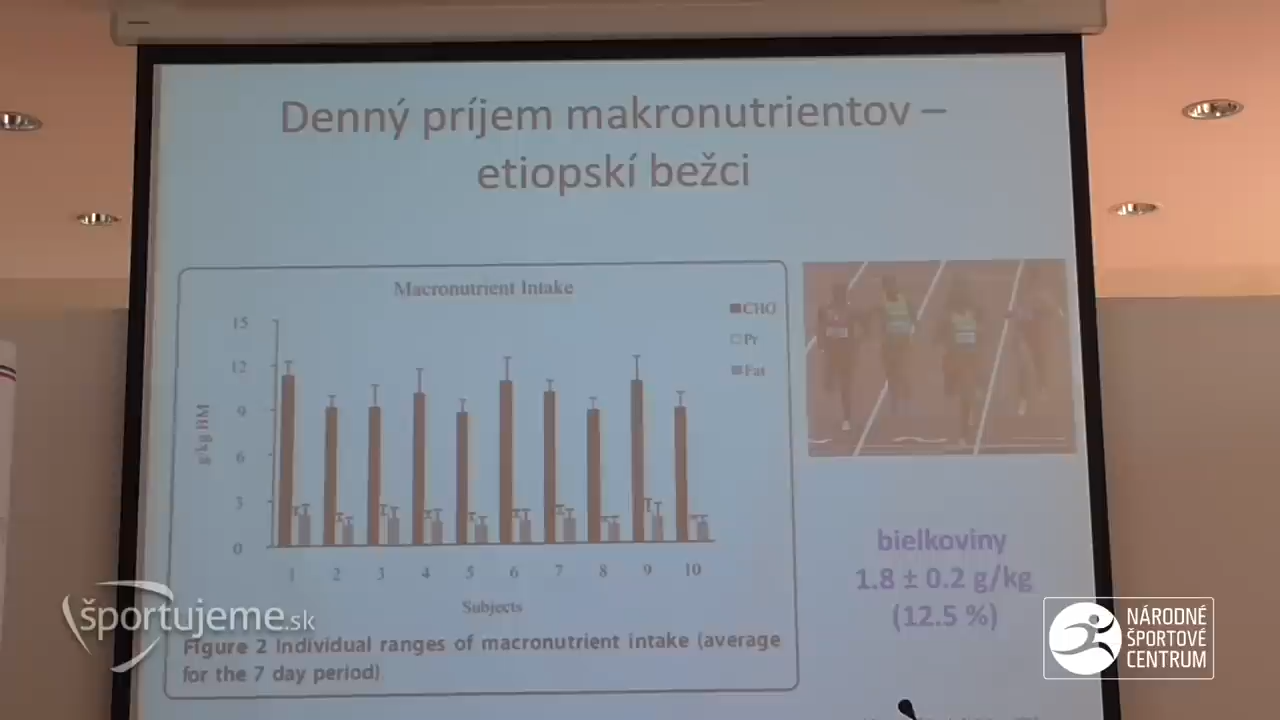 Denný príjem makronutrientov –
etiopskí bežci
Macronutrient Intake
CHO
Pr
Fat
15
12
9
6
3
0
g/kg BM
1 2 3 4 5 6 7 8 9 10
Subjects
Figure 2 Individual ranges of macronutrient intake (average
for the 7 day period)
bielkoviny
1.8 ± 0.2 g/kg
(12.5 %)
športujeme.sk
NÁRODNÉ
ŠPORTOVÉ
CENTRUM